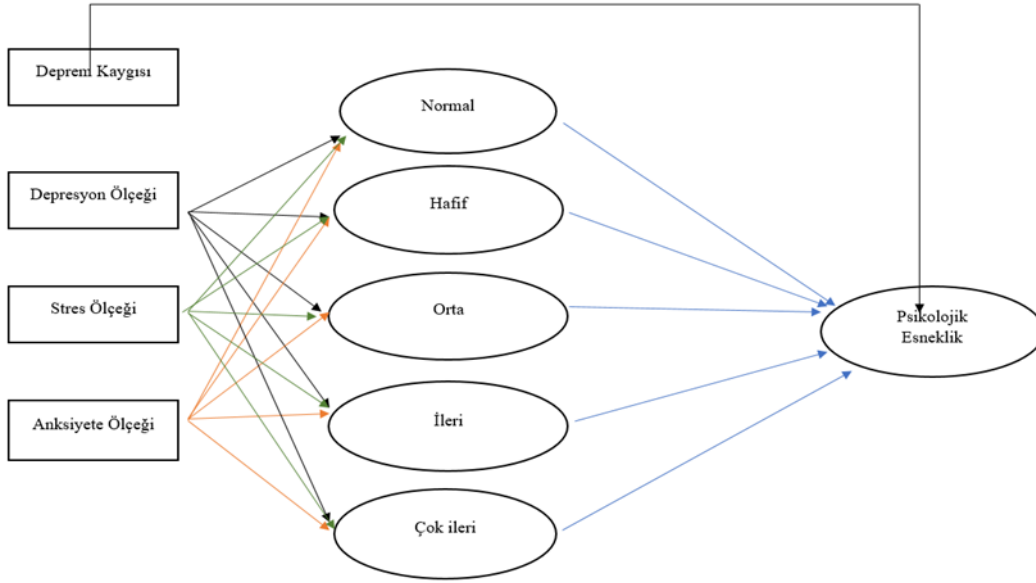 Deprem Kaygısı
Normal
Depresyon Ölçeği
Hafif
Stres Ölçeği
Orta
Psikolojik
Esneklik
Anksiyete Ölçeği
İleri
Çok ileri